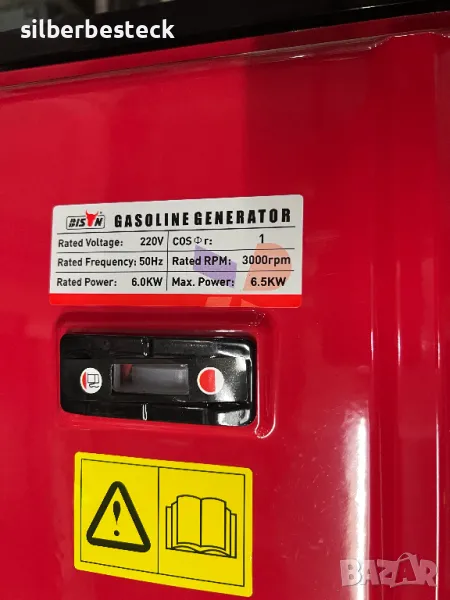 silberbesteck
BISON GASOLINE GENERATOR
Rated Voltage: 220V COSΦr: 1
Rated Frequency: 50Hz Rated RPM: 3000rpm
Rated Power: 6.0KW Max. Power: 6.5KW
BAZAR